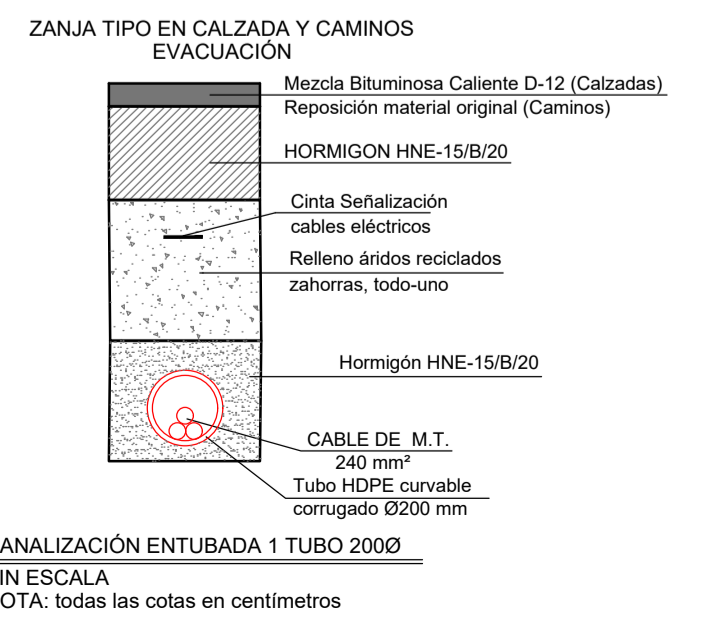 ZANJA TIPO EN CALZADA Y CAMINOS
EVACUACIÓN
Mezcla Bituminosa Caliente D-12 (Calzadas)
Reposición material original (Caminos)
HORMIGON HNE-15/B/20
Cinta Señalización
cables eléctricos
Relleno áridos reciclados
zahorras, todo-uno
Hormigón HNE-15/B/20
CABLE DE M.T.
240 mm²
Tubo HDPE curvable
corrugado Ø200 mm
ANALIZACIÓN ENTUBADA 1 TUBO 200Ø
IN ESCALA
OTA: todas las cotas en centímetros